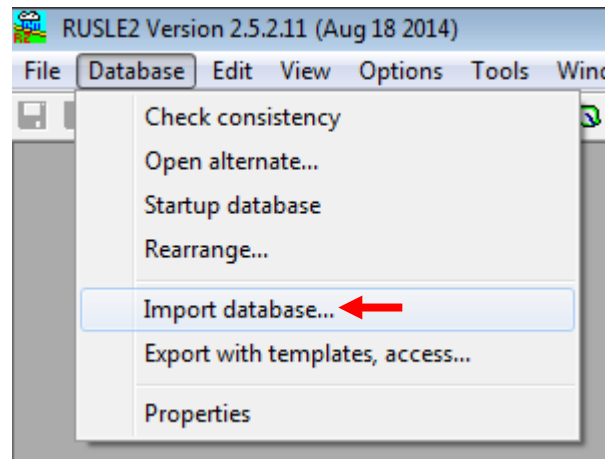 RUSLE2 Version 2.5.2.11 (Aug 18 2014)
File Database Edit View Options Tools
Check consistency
Open alternate...
Startup database
Rearrange...
Import database...
Export with templates, access...
Properties